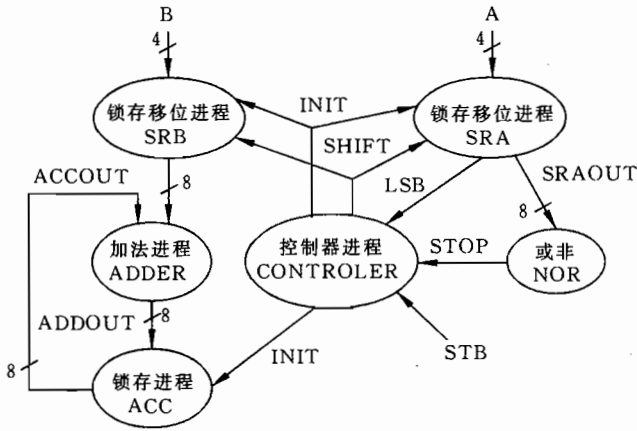 B
A
4
4
锁存移位进程
SRB
INIT
锁存移位进程
SRA
SHIFT
ACCOUT
8
LSB
SRAOUT
8
加法进程
ADDER
控制器进程
CONTROLER
STOP
或非
NOR
ADDOUT
8
INIT
STB
8
锁存进程
ACC